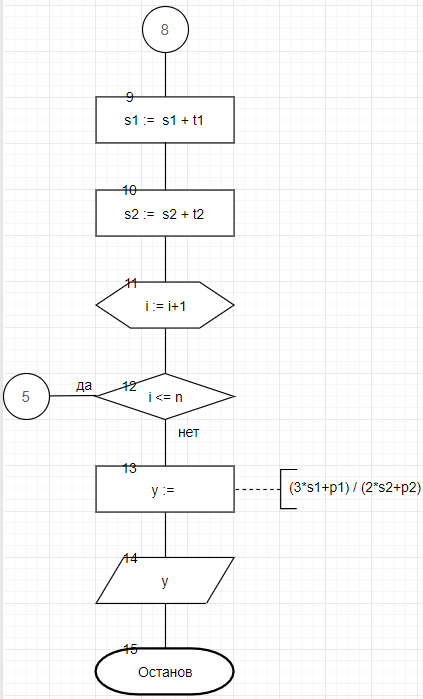 8
9
s1 := s1 + t1
10
s2 := s2 + t2
11
i := i+1
5
да
12
i <= n
нет
13
y :=
(3*s1+p1) / (2*s2+p2)
14
y
15
Останов